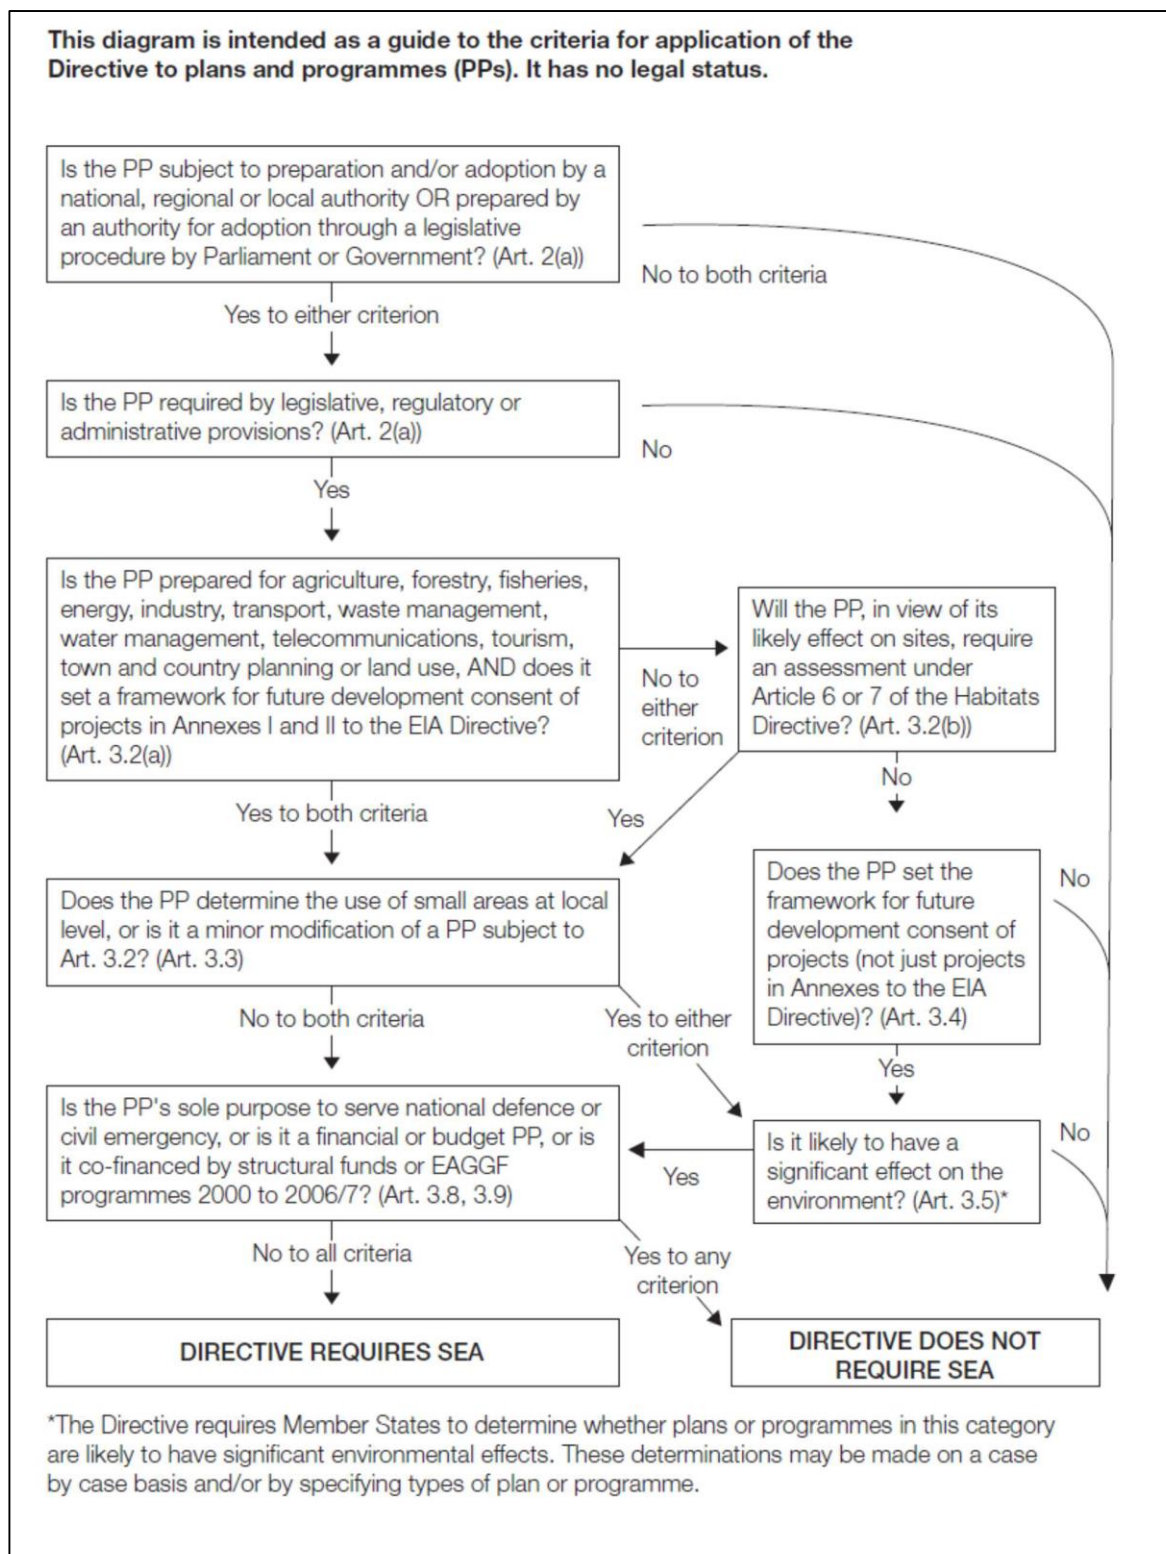 This diagram is intended as a guide to the criteria for application of the
Directive to plans and programmes (PPs). It has no legal status.
Is the PP subject to preparation and/or adoption by a
national, regional or local authority OR prepared by
an authority for adoption through a legislative
procedure by Parliament or Government? (Art. 2(a))
No to both criteria
Yes to either criterion
Is the PP required by legislative, regulatory or
administrative provisions? (Art. 2(a))
No
Yes
Is the PP prepared for agriculture, forestry, fisheries,
energy, industry, transport, waste management,
water management, telecommunications, tourism,
town and country planning or land use, AND does it
set a framework for future development consent of
projects in Annexes I and II to the EIA Directive?
(Art. 3.2(a))
No to
either
criterion
Will the PP, in view of its
likely effect on sites, require
an assessment under
Article 6 or 7 of the Habitats
Directive? (Art. 3.2(b))
Yes to both criteria
Yes
No
Does the PP determine the use of small areas at local
level, or is it a minor modification of a PP subject to
Art. 3.2? (Art. 3.3)
Does the PP set the
framework for future
development consent of
projects (not just projects
in Annexes to the EIA
Directive)? (Art. 3.4)
No
No to both criteria
Yes to either
criterion
Yes
Is the PP's sole purpose to serve national defence or
civil emergency, or is it a financial or budget PP, or is
it co-financed by structural funds or EAGGF
programmes 2000 to 2006/7? (Art. 3.8, 3.9)
Yes
Is it likely to have a
significant effect on the
environment? (Art. 3.5)*
No
No to all criteria
Yes to any
criterion
DIRECTIVE REQUIRES SEA
DIRECTIVE DOES NOT
REQUIRE SEA
*The Directive requires Member States to determine whether plans or programmes in this category
are likely to have significant environmental effects. These determinations may be made on a case
by case basis and/or by specifying types of plan or programme.